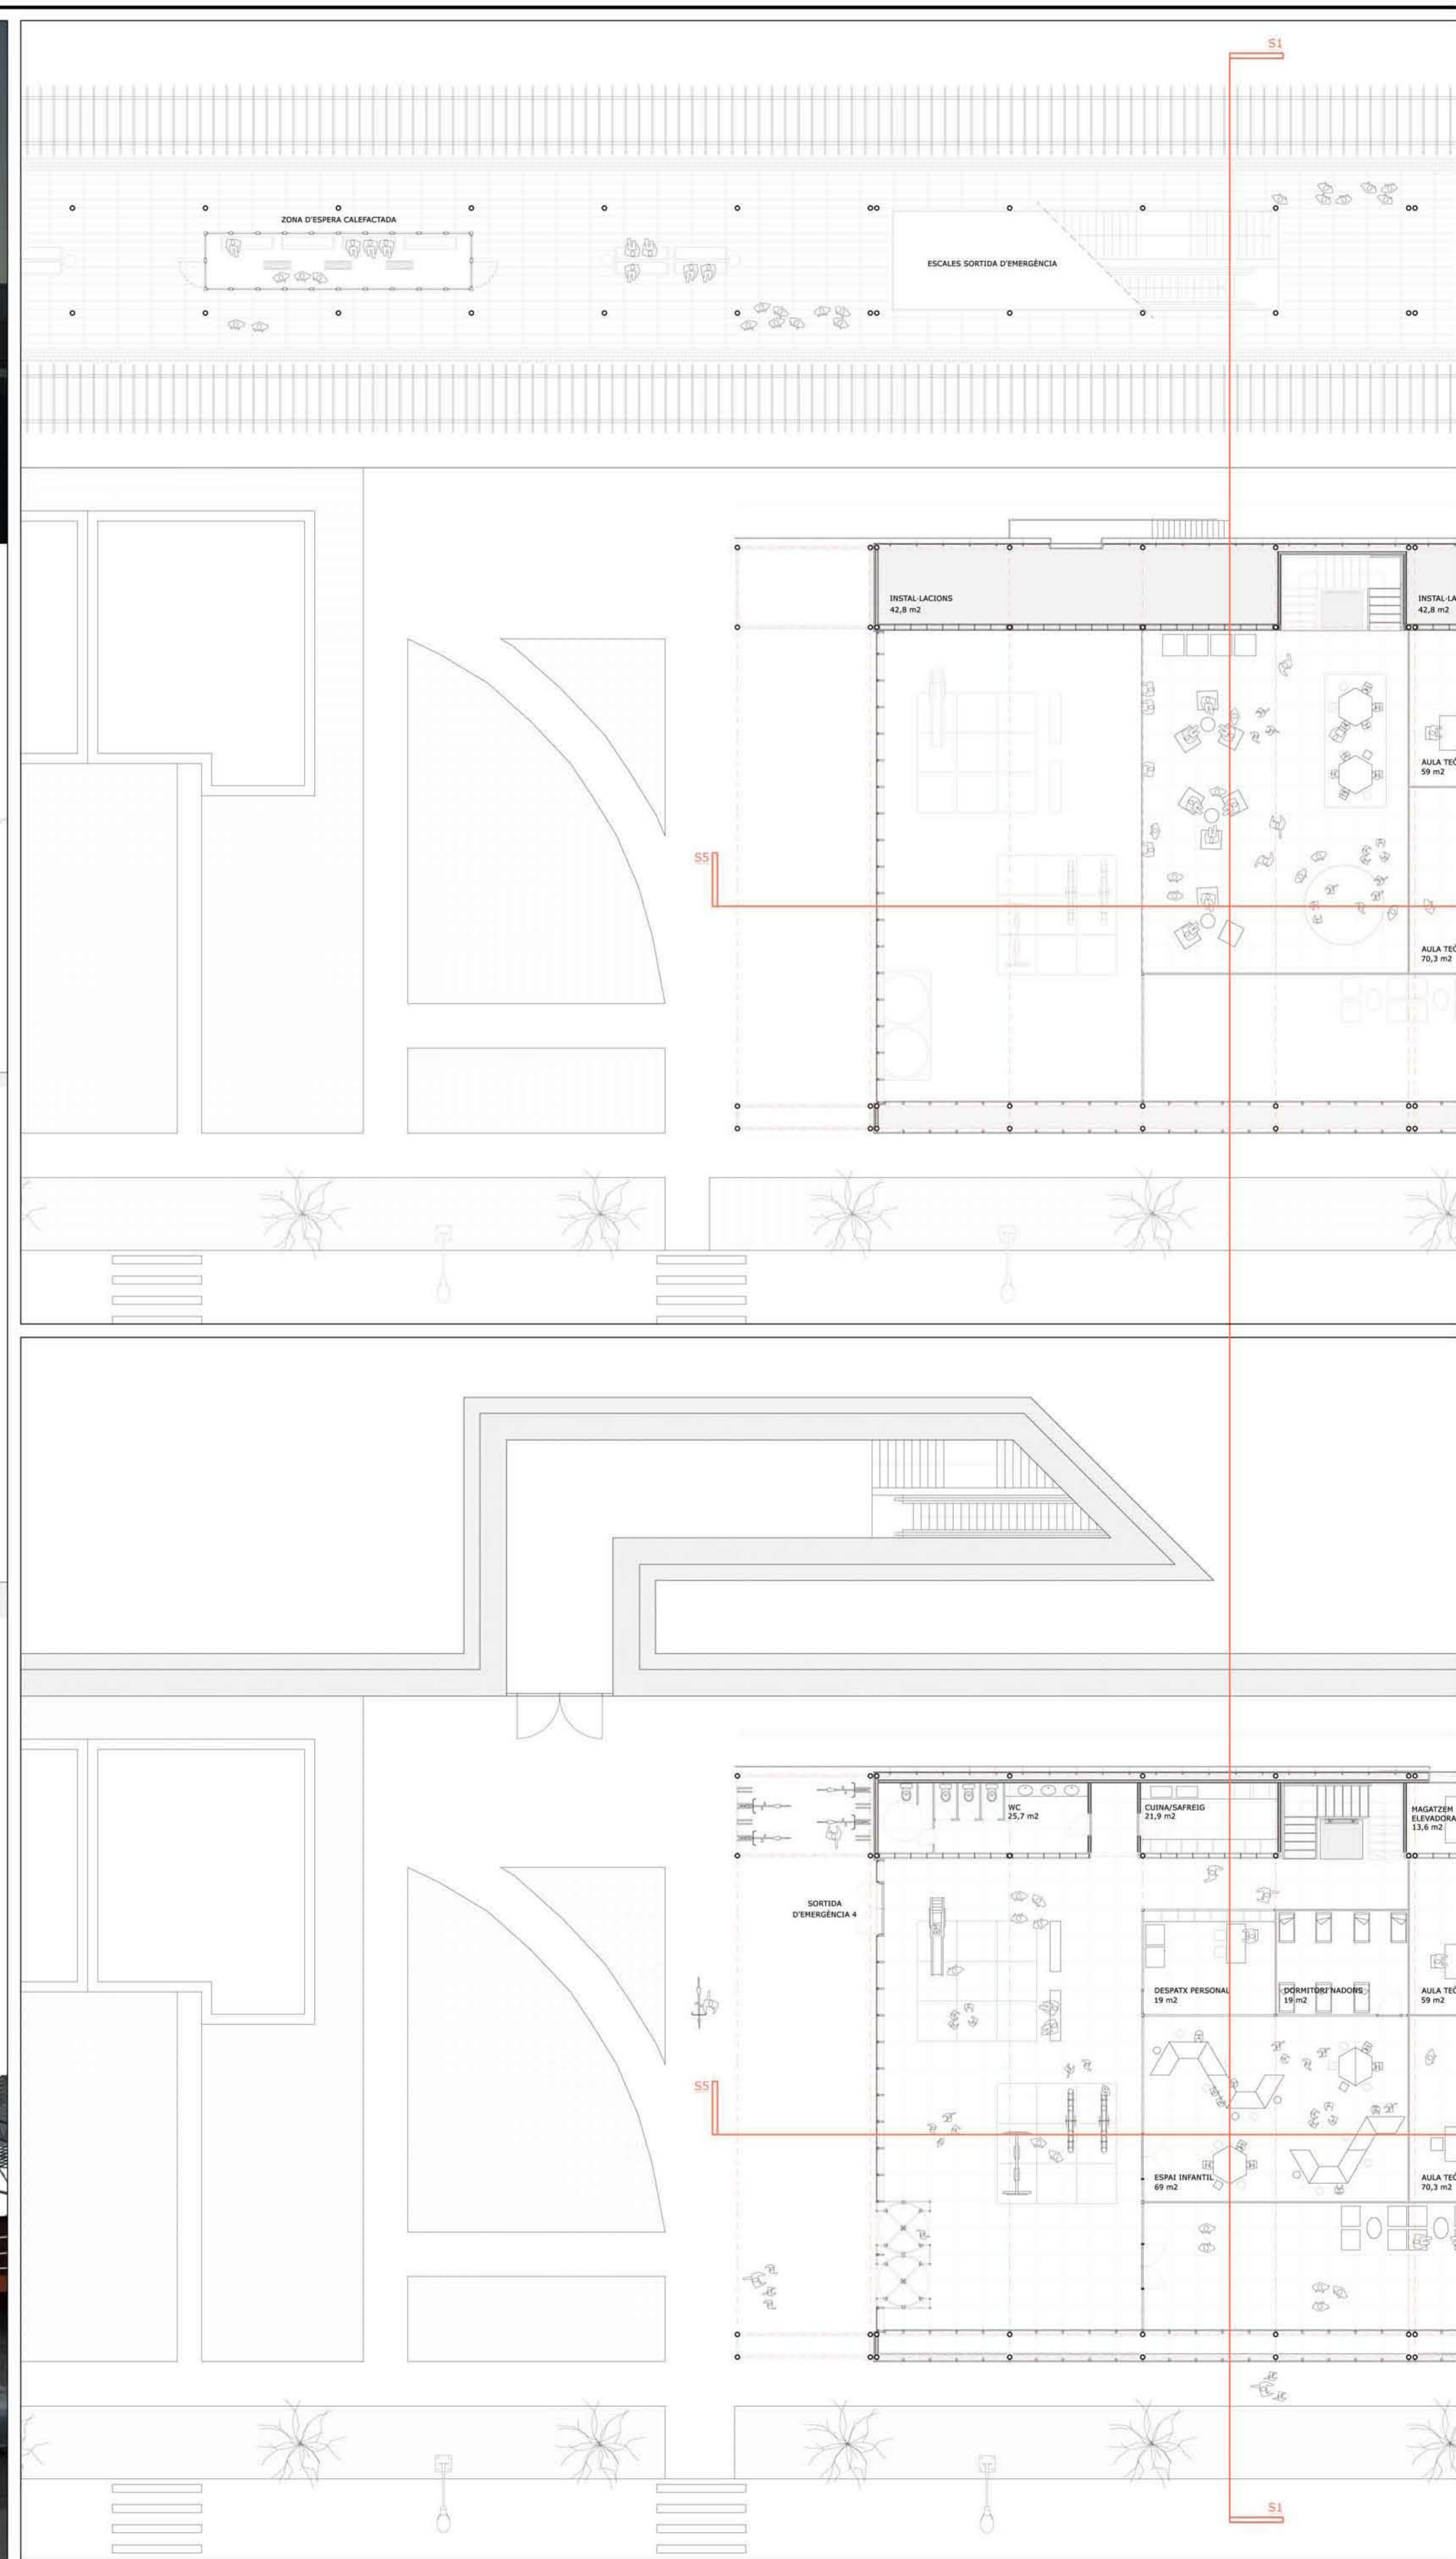 S1
ZONA D'ESPERA CALEFACTADA
ESCALES SORTIDA D'EMERGÈNCIA
INSTAL·LACIONS
42,8 m2
INSTAL·LA
42,8 m2
AULA TEÒ
59 m2
S5
AULA TEÒ
70,3 m2
WC
25,7 m2
CUINA/SAFREIG
21,9 m2
MAGATZEM
ELEVADORA
13,6 m2
SORTIDA
D'EMERGÈNCIA 4
DESPATX PERSONAL
19 m2
DORMITORI NADONS
19 m2
AULA TEÒ
59 m2
S5
ESPAI INFANTIL
69 m2
AULA TEÒ
70,3 m2
S1